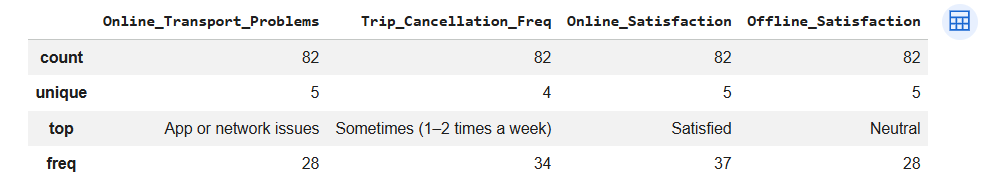 Online_Transport_Problems Trip_Cancellation_Freq Online_Satisfaction Offline_Satisfaction
count 82 82 82 82
unique 5 4 5 5
top App or network issues Sometimes (1–2 times a week) Satisfied Neutral
freq 28 34 37 28